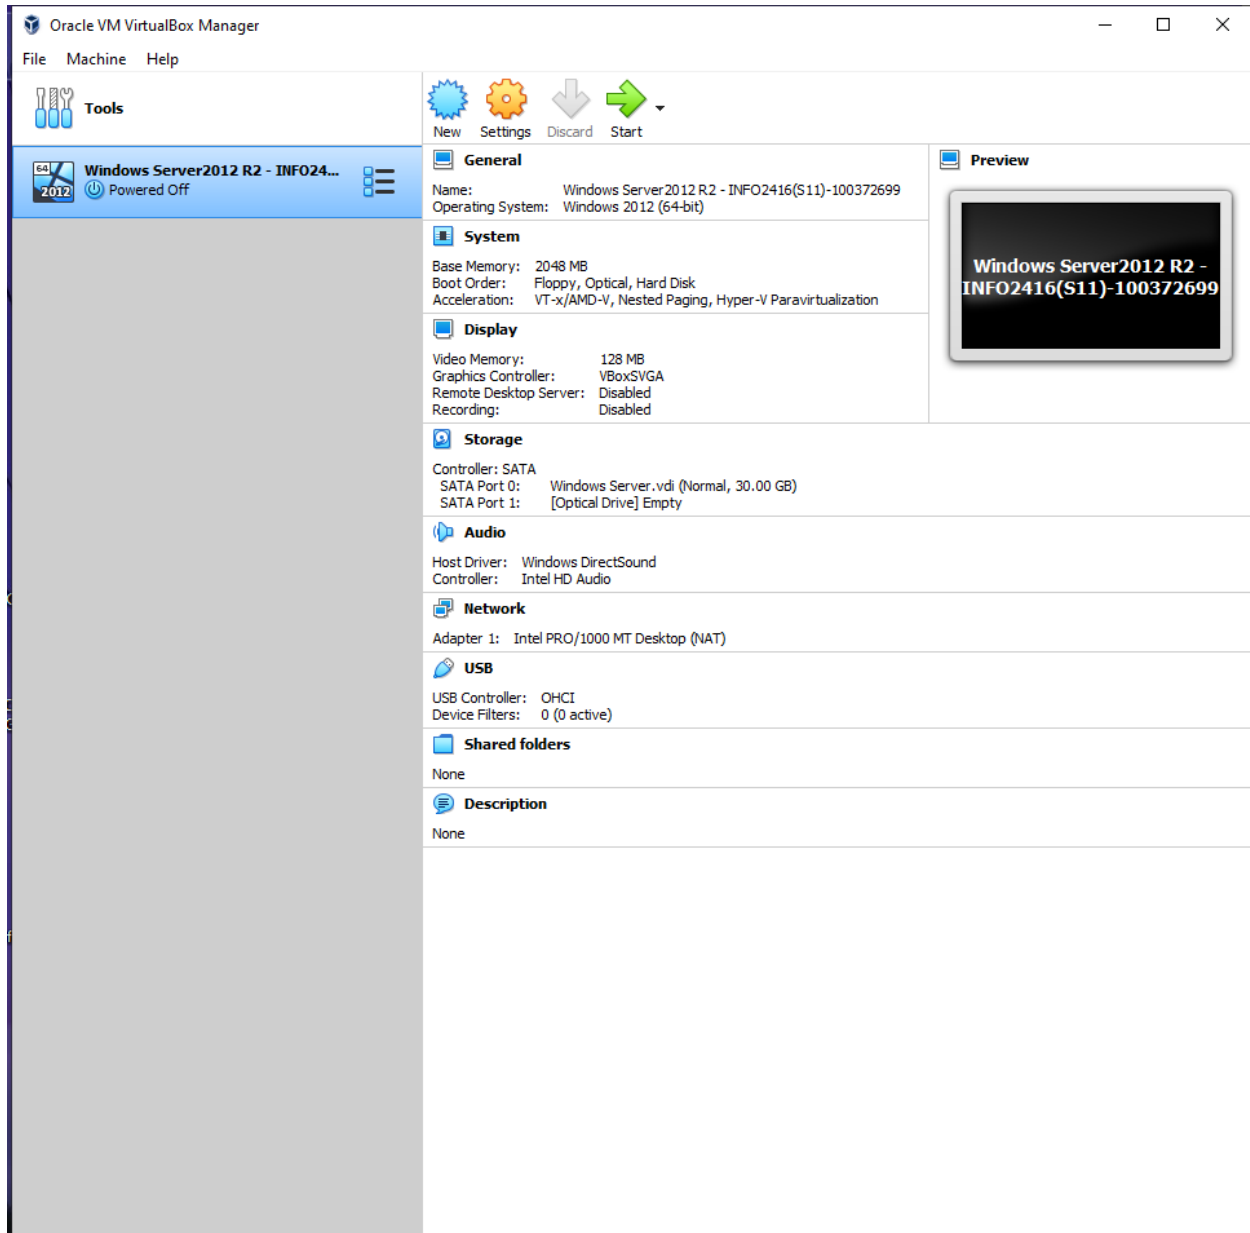 Oracle VM VirtualBox Manager
File Machine Help
Tools
New Settings Discard Start
64
2012
Windows Server2012 R2 - INFO24...
Powered Off
General
Name: Windows Server2012 R2 - INFO2416(S11)-100372699
Operating System: Windows 2012 (64-bit)
Preview
Windows Server2012 R2 -
INFO2416(S11)-100372699
System
Base Memory: 2048 MB
Boot Order: Floppy, Optical, Hard Disk
Acceleration: VT-x/AMD-V, Nested Paging, Hyper-V Paravirtualization
Display
Video Memory: 128 MB
Graphics Controller: VBoxSVGA
Remote Desktop Server: Disabled
Recording: Disabled
Storage
Controller: SATA
SATA Port 0: Windows Server.vdi (Normal, 30.00 GB)
SATA Port 1: [Optical Drive] Empty
Audio
Host Driver: Windows DirectSound
Controller: Intel HD Audio
Network
Adapter 1: Intel PRO/1000 MT Desktop (NAT)
USB
USB Controller: OHCI
Device Filters: 0 (0 active)
Shared folders
None
Description
None